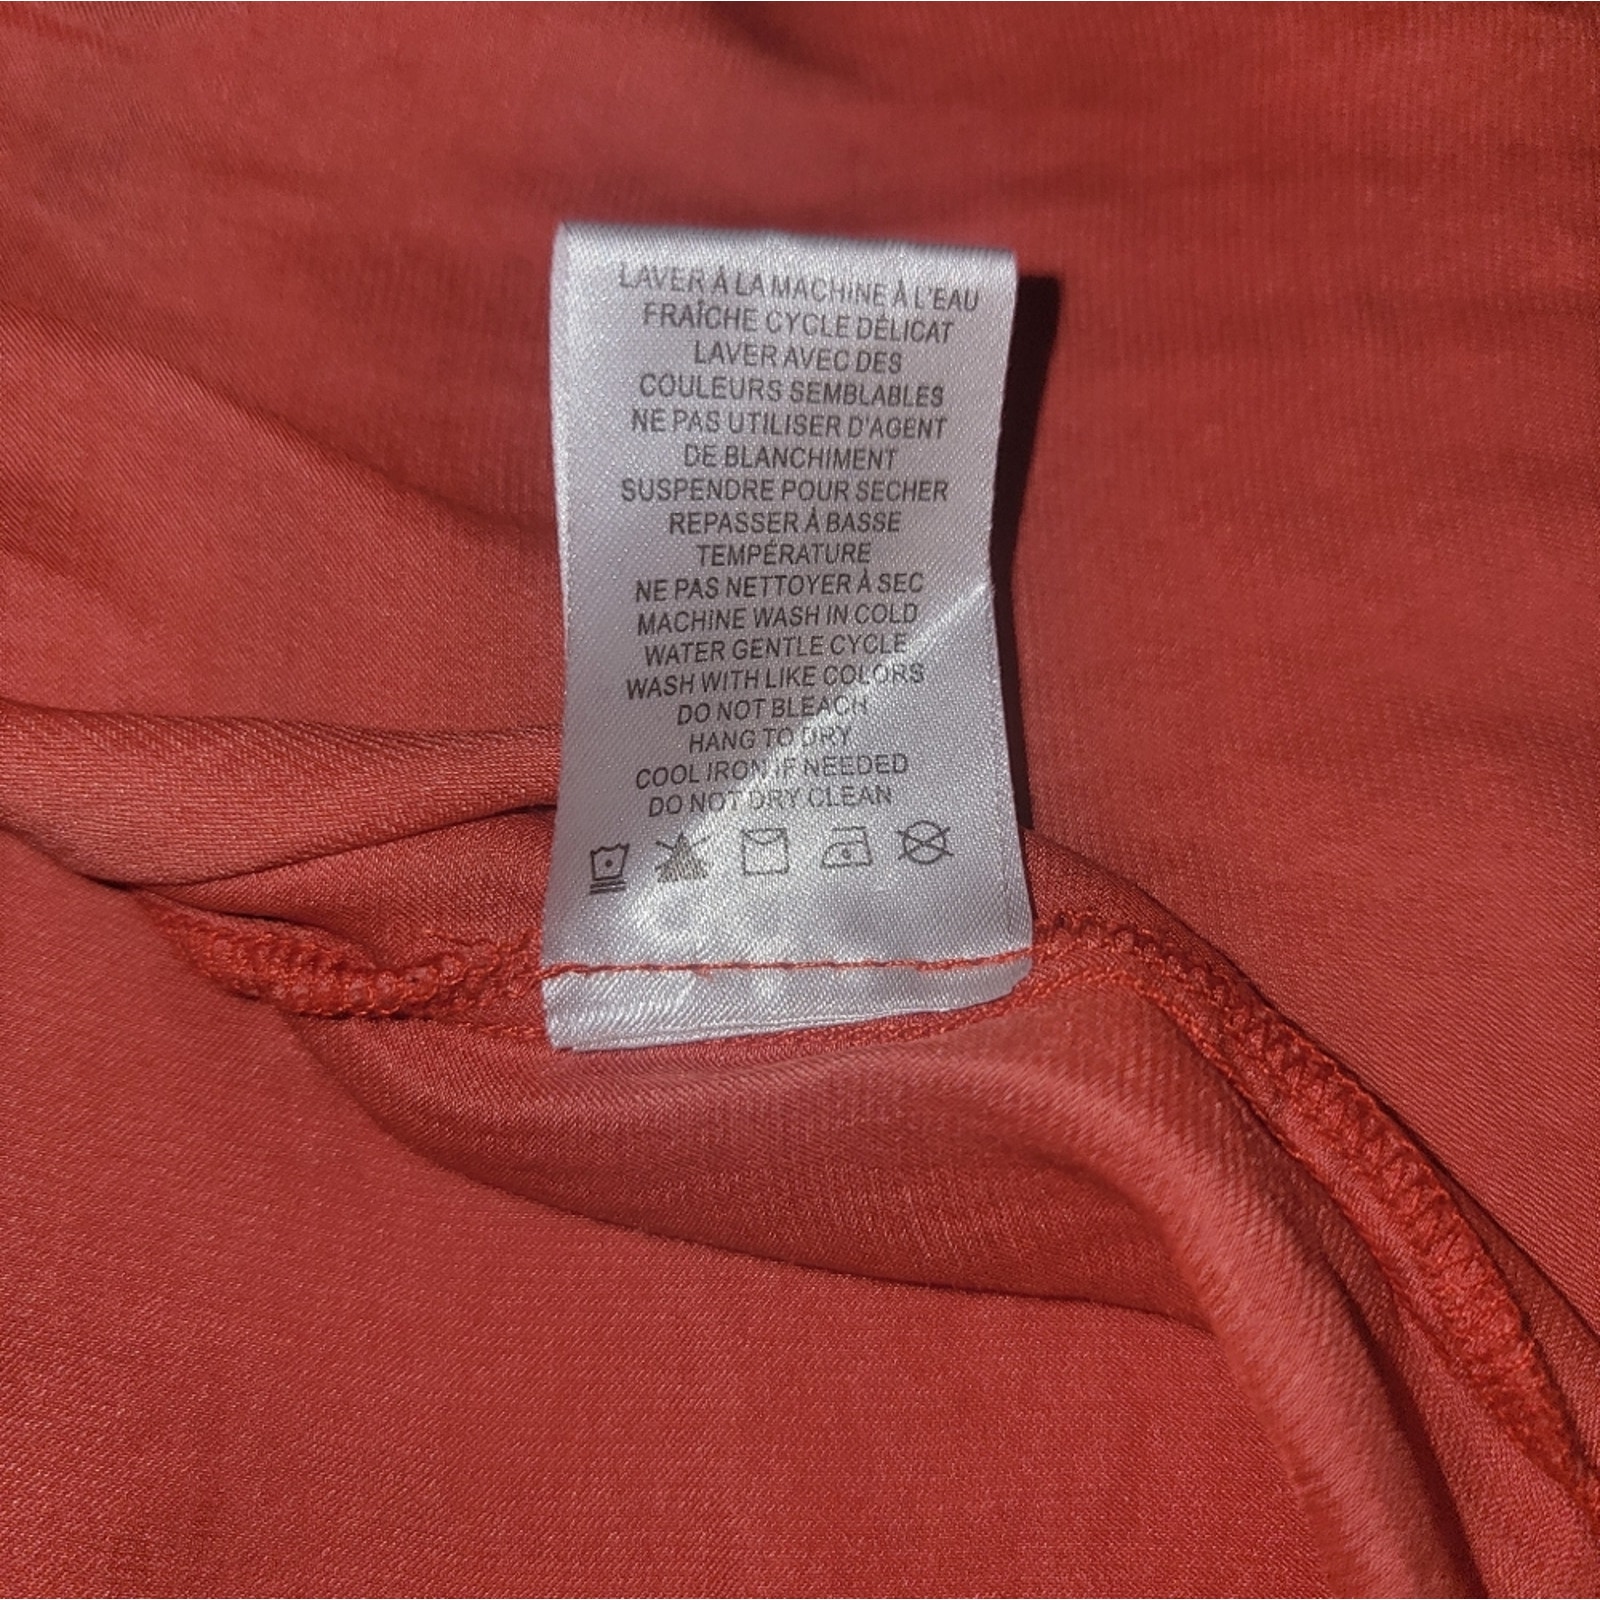 LAVER À LA MACHINE À L'EAU
FRAÎCHE CYCLE DÉLICAT
LAVER AVEC DES
COULEURS SEMBLABLES
NE PAS UTILISER D'AGENT
DE BLANCHIMENT
SUSPENDRE POUR SECHER
REPASSER À BASSE
TEMPÉRATURE
NE PAS NETTOYER À SEC
MACHINE WASH IN COLD
WATER GENTLE CYCLE
WASH WITH LIKE COLORS
DO NOT BLEACH
HANG TO DRY
COOL IRON IF NEEDED
DO NOT DRY CLEAN